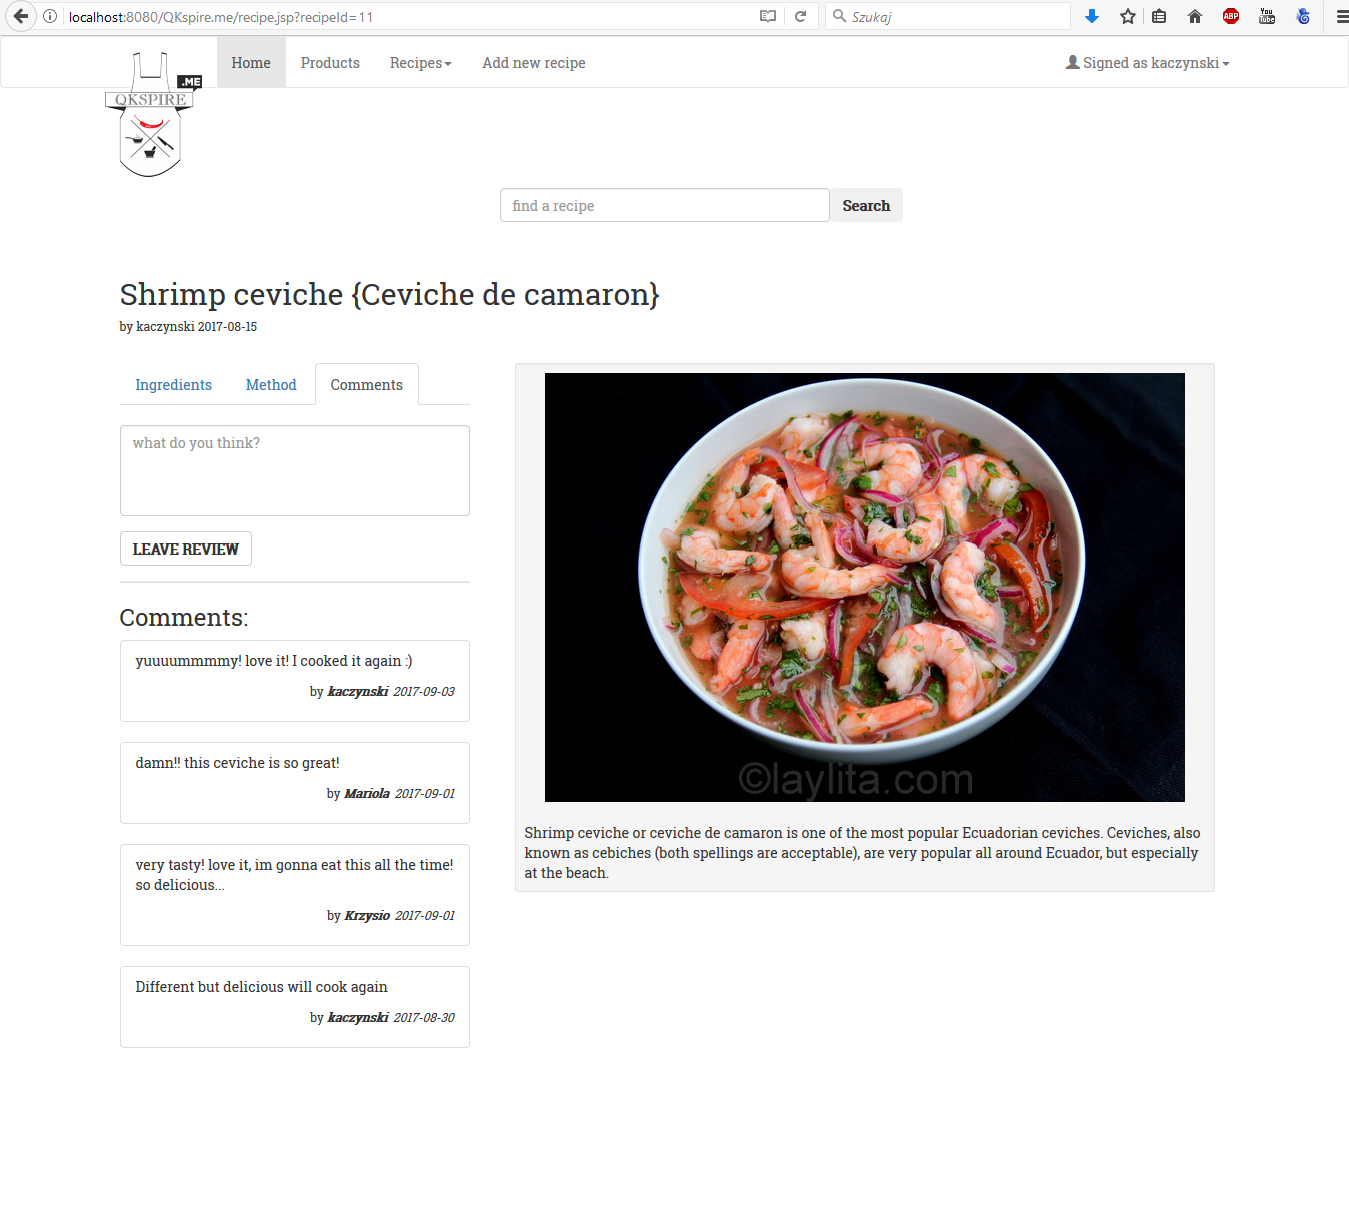 localhost:8080/QKspire.me/recipe.jsp?recipeId=11
Szukaj
ABP
You
Tube
.ME
QKSPIRE
Home
Products
Recipes
Add new recipe
Signed as kaczynski
find a recipe
Search
Shrimp ceviche {Ceviche de camaron}
by kaczynski 2017-08-15
Ingredients
Method
Comments
what do you think?
LEAVE REVIEW
Comments:
yuuuummmmy! love it! I cooked it again :)
by kaczynski 2017-09-03
damn!! this ceviche is so great!
by Mariola 2017-09-01
very tasty! love it, im gonna eat this all the time!
so delicious...
by Krzysio 2017-09-01
Different but delicious will cook again
by kaczynski 2017-08-30
©laylita.com
Shrimp ceviche or ceviche de camaron is one of the most popular Ecuadorian ceviches. Ceviches, also
known as cebiches (both spellings are acceptable), are very popular all around Ecuador, but especially
at the beach.